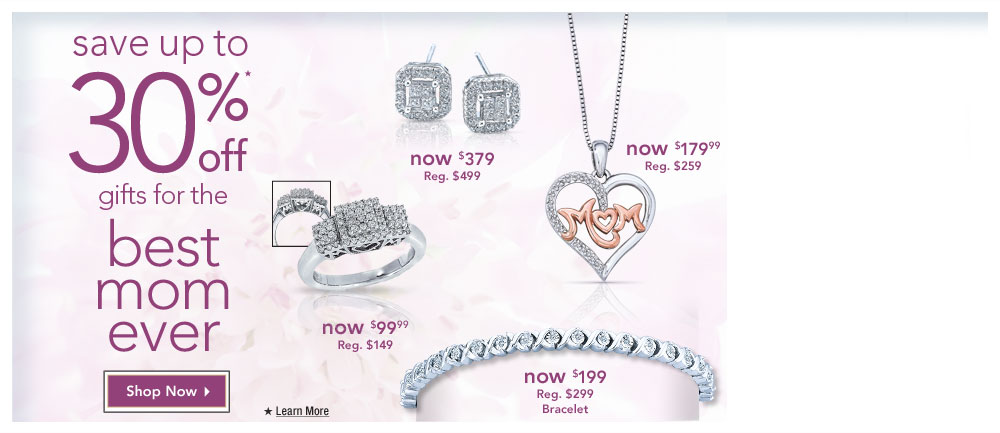 save up to
30%*
off
gifts for the
best
mom
ever
Shop Now
now $379
Reg. $499
now $179.99
Reg. $259
MOM
now $99.99
Reg. $149
now $199
Reg. $299
Bracelet
★ Learn More